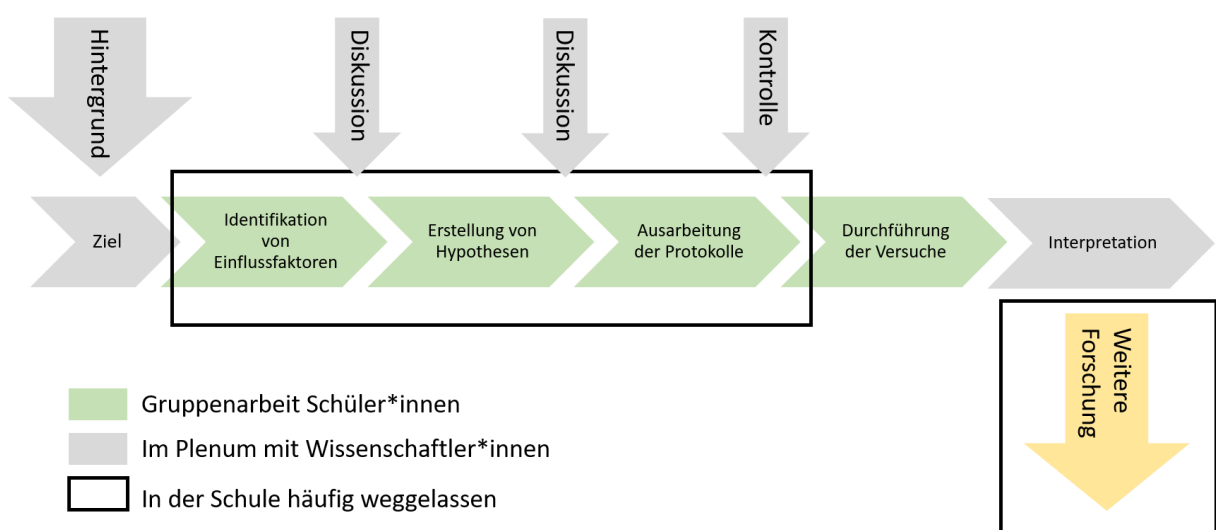 Hintergrund
Diskussion
Diskussion
Kontrolle
Ziel
Identifikation
von
Einflussfaktoren
Erstellung von
Hypothesen
Ausarbeitung
der Protokolle
Durchführung
der Versuche
Interpretation
Weitere
Forschung
Gruppenarbeit Schüler*innen
Im Plenum mit Wissenschaftler*innen
In der Schule häufig weggelassen